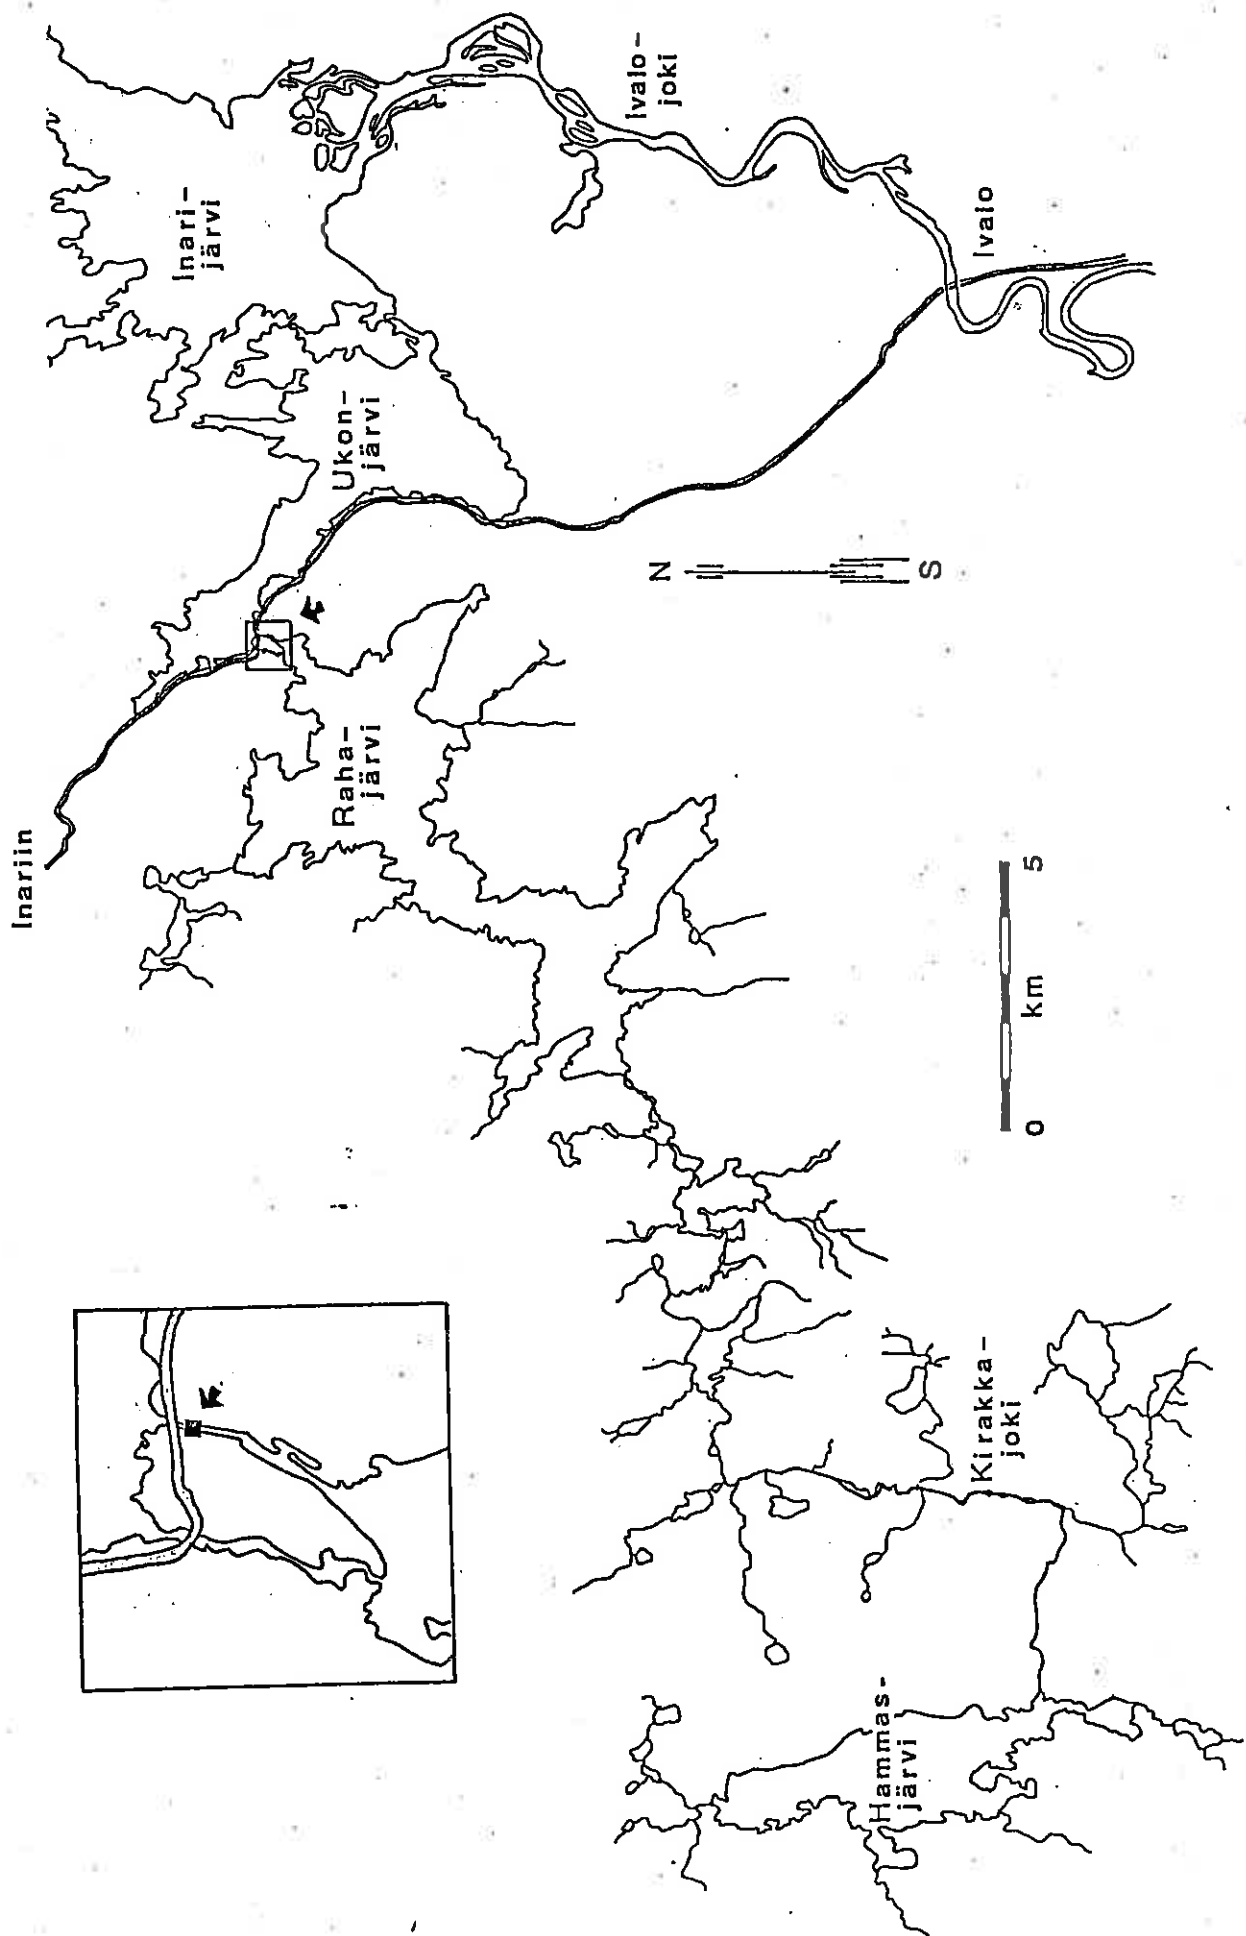 Inariin
Inari-
järvi
Ukon-
järvi
Raha-
järvi
Ivalo-
joki
Ivalo
N
S
0 km 5
Kirakka-
joki
Hammas-
järvi